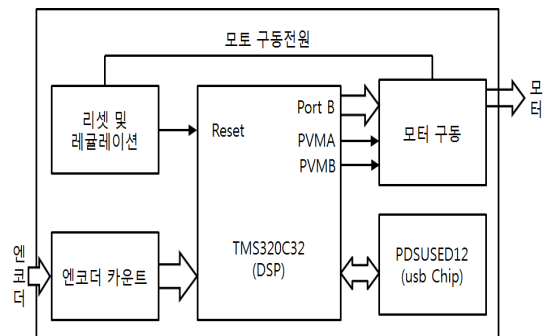 모토 구동전원
리셋 및
레귤레이션
Reset
Port B
PVMA
PVMB
모터 구동
모터
엔코더
엔코더 카운트
TMS320C32
(DSP)
PDSUSED12
(usb Chip)